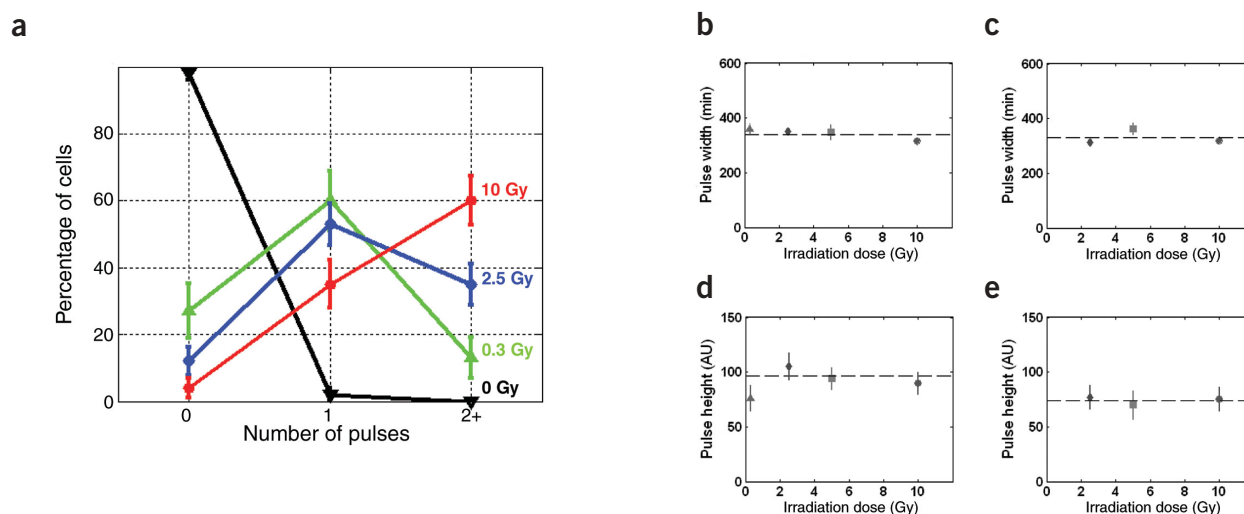 a
Percentage of cells
80
60
40
20
0
0
1
2+
Number of pulses
10 Gy
2.5 Gy
0.3 Gy
0 Gy
b
Pulse width (min)
600
400
200
0
0 2 4 6 8 10
Irradiation dose (Gy)
c
Pulse width (min)
600
400
200
0
0 2 4 6 8 10
Irradiation dose (Gy)
d
Pulse height (AU)
150
100
50
0
0 2 4 6 8 10
Irradiation dose (Gy)
e
Pulse height (AU)
150
100
50
0
0 2 4 6 8 10
Irradiation dose (Gy)